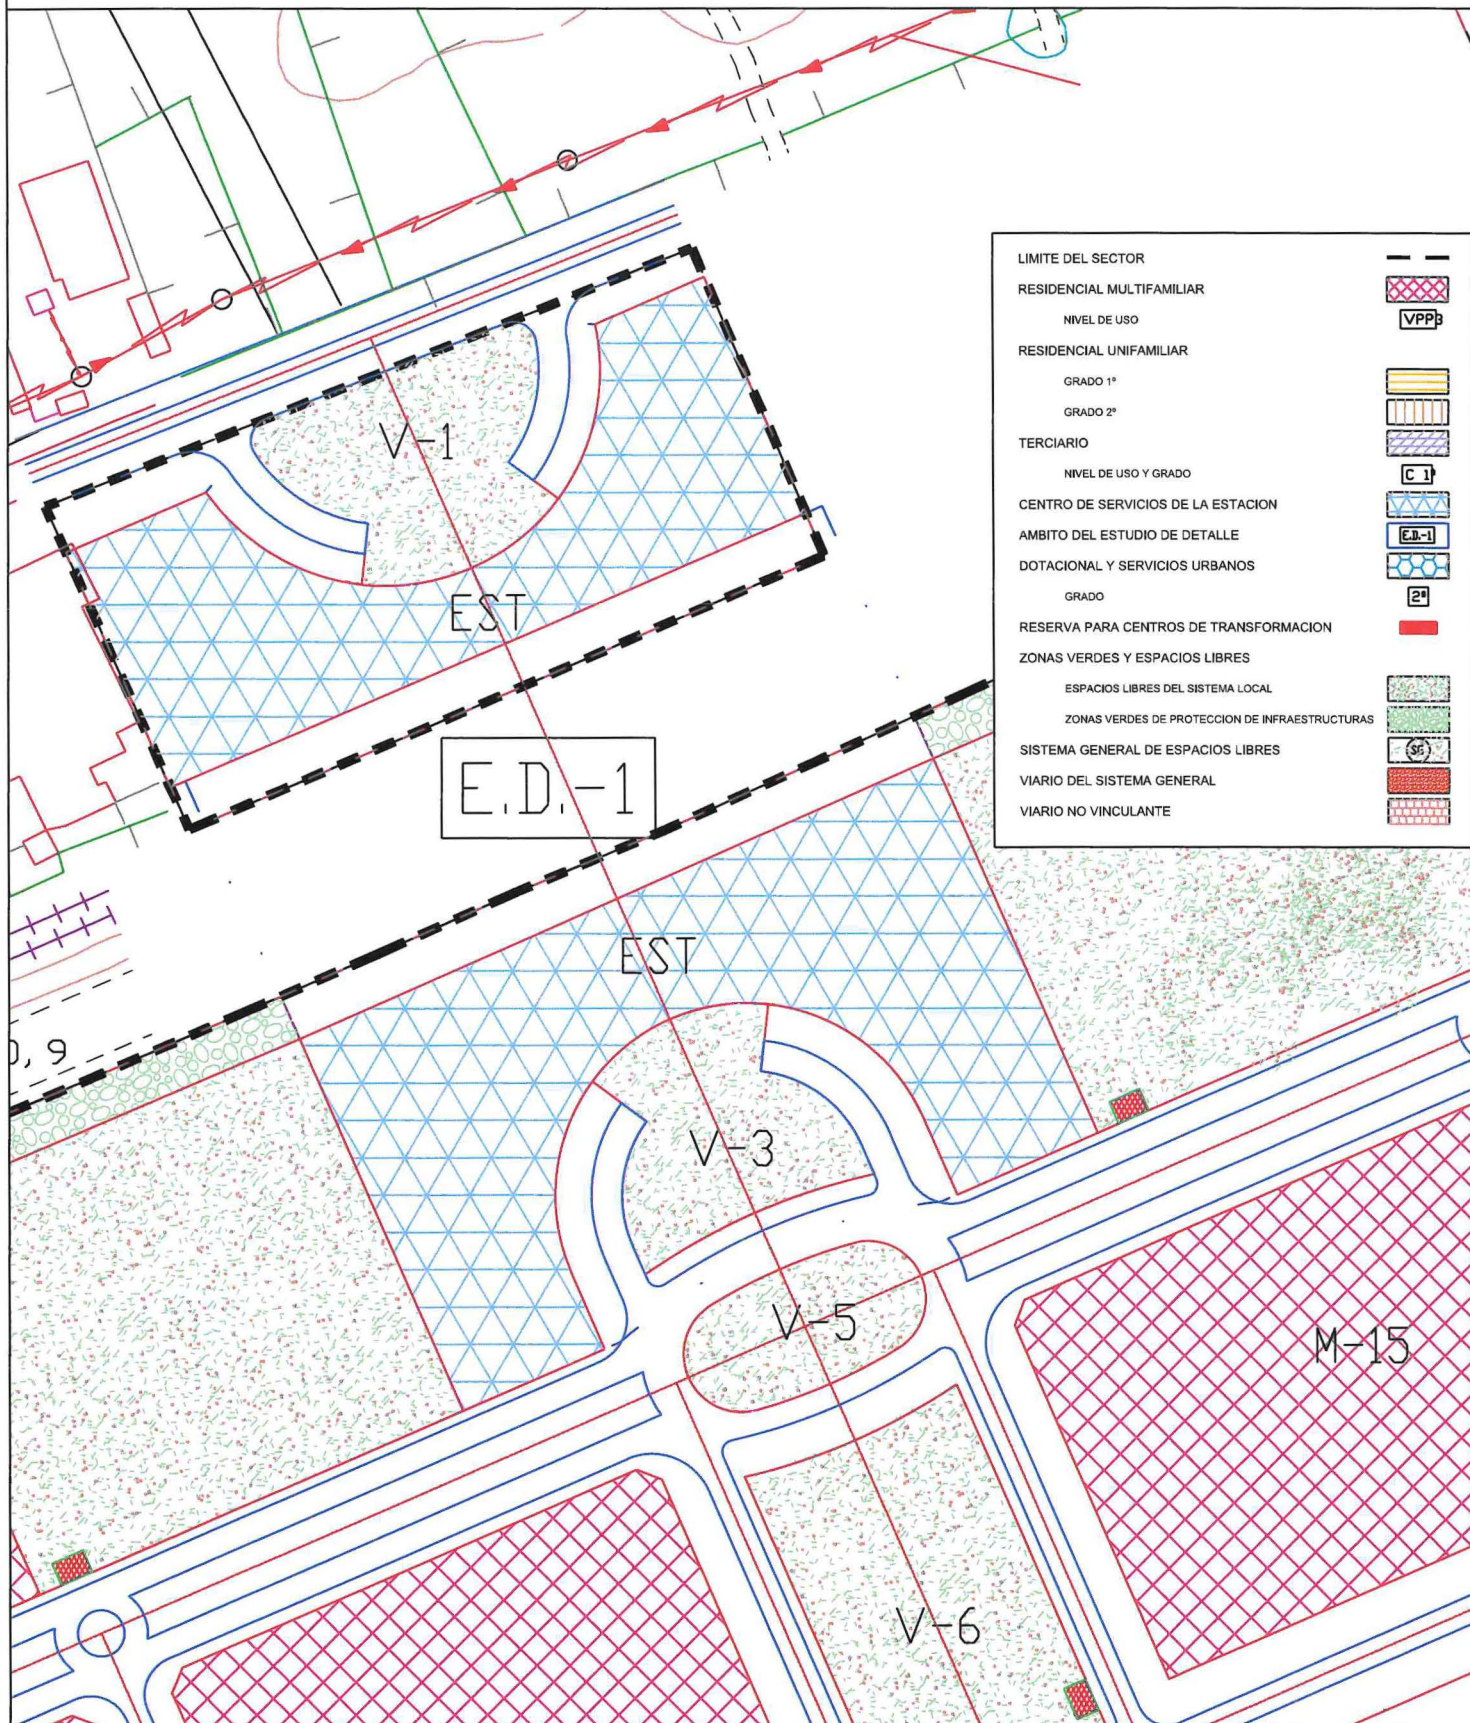 V-1
LIMITE DEL SECTOR
RESIDENCIAL MULTIFAMILIAR
NIVEL DE USO
RESIDENCIAL UNIFAMILIAR
GRADO 1º
GRADO 2º
TERCIARIO
NIVEL DE USO Y GRADO
C 1º
CENTRO DE SERVICIOS DE LA ESTACION
AMBITO DEL ESTUDIO DE DETALLE
E.D.-1
DOTACIONAL Y SERVICIOS URBANOS
GRADO
2º
RESERVA PARA CENTROS DE TRANSFORMACION
ZONAS VERDES Y ESPACIOS LIBRES
ESPACIOS LIBRES DEL SISTEMA LOCAL
ZONAS VERDES DE PROTECCION DE INFRAESTRUCTURAS
SISTEMA GENERAL DE ESPACIOS LIBRES
SG
VIARIO DEL SISTEMA GENERAL
VIARIO NO VINCULANTE
EST
E.D.-1
EST
0,9
V-3
V-5
M-15
V-6